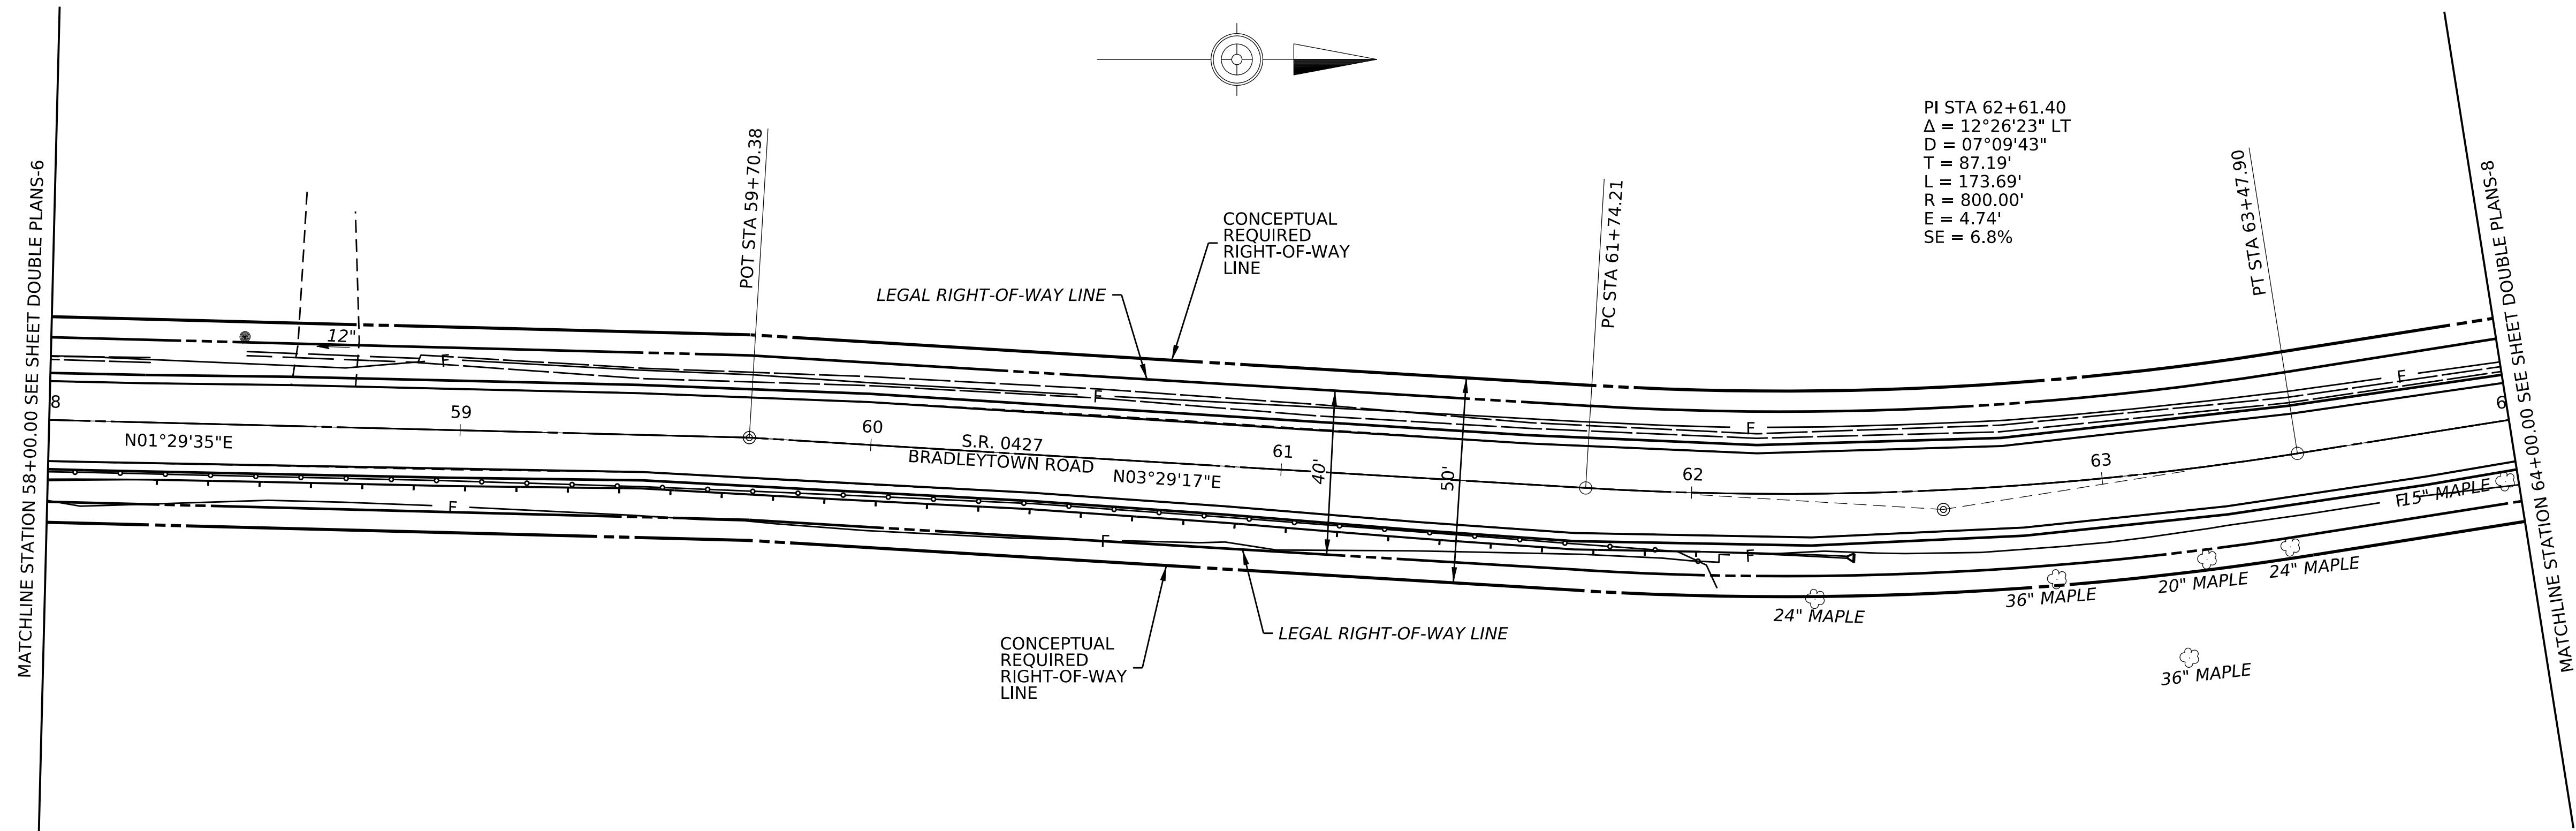 MATCHLINE STATION 58+00.00 SEE SHEET DOUBLE PLANS-6
8
N01°29'35"E
12"
F
59
F
POT STA 59+70.38
60
LEGAL RIGHT-OF-WAY LINE
CONCEPTUAL
REQUIRED
RIGHT-OF-WAY
LINE
S.R. 0427
BRADLEYTOWN ROAD
N03°29'17"E
F
F
61
40'
50'
CONCEPTUAL
REQUIRED
RIGHT-OF-WAY
LINE
LEGAL RIGHT-OF-WAY LINE
PC STA 61+74.21
62
F
F
PI STA 62+61.40
Δ = 12°26'23" LT
D = 07°09'43"
T = 87.19'
L = 173.69'
R = 800.00'
E = 4.74'
SE = 6.8%
63
PT STA 63+47.90
24" MAPLE
36" MAPLE
20" MAPLE
24" MAPLE
36" MAPLE
F
F
15" MAPLE
6
MATCHLINE STATION 64+00.00 SEE SHEET DOUBLE PLANS-8